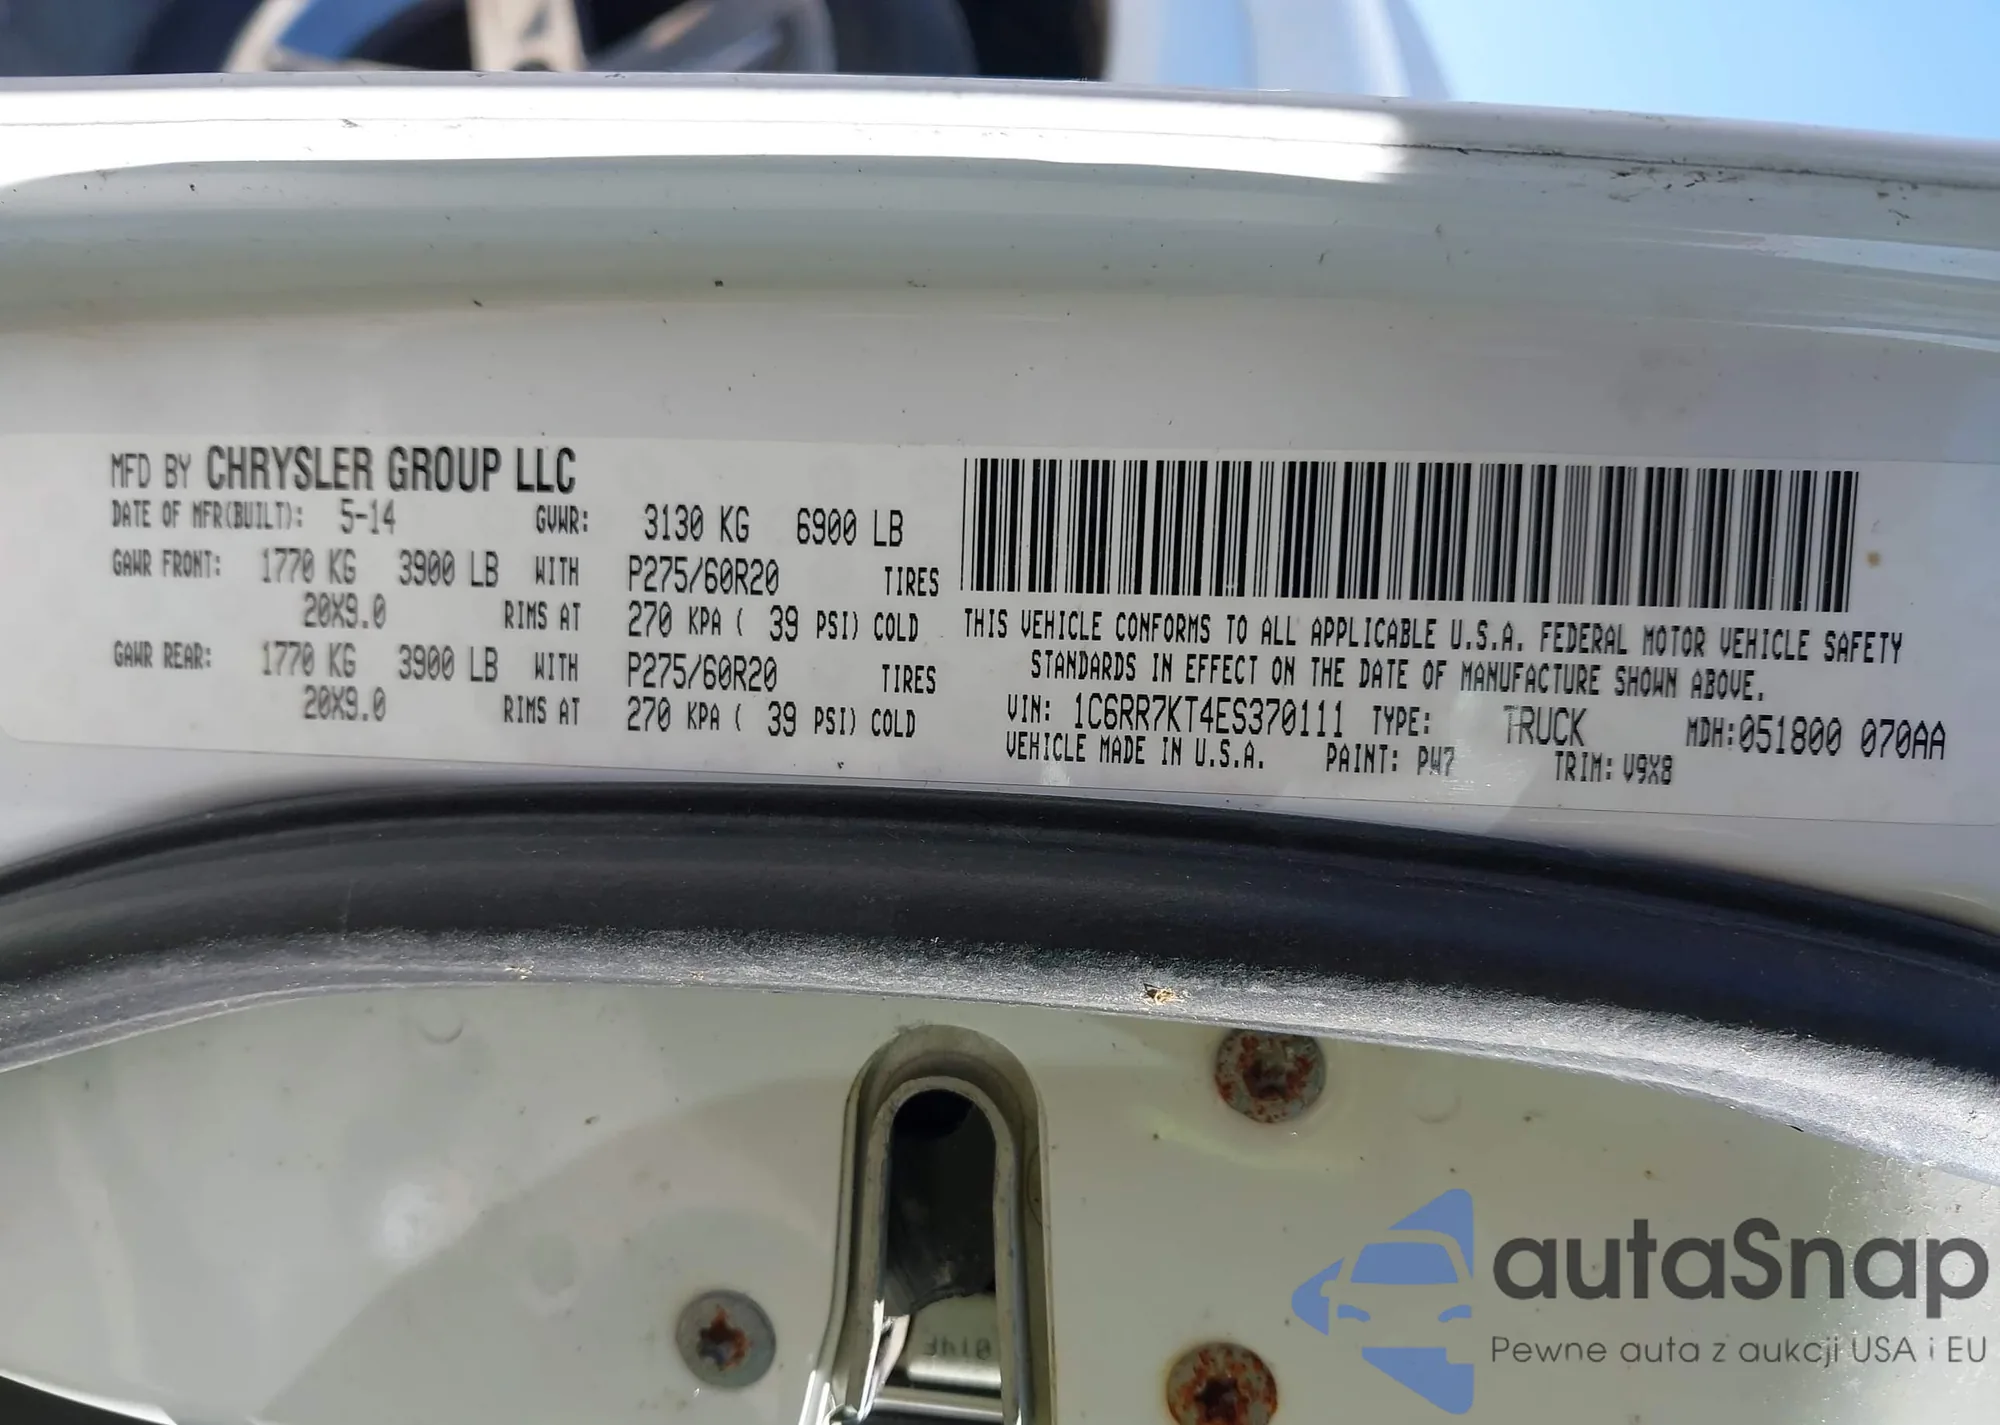 MFD BY CHRYSLER GROUP LLC
DATE OF MFR(BUILT): 5-14 GVWR: 3130 KG 6900 LB
GAWR FRONT: 1770 KG 3900 LB WITH P275/60R20 TIRES
20X9.0 RIMS AT 270 KPA ( 39 PSI) COLD
GAWR REAR: 1770 KG 3900 LB WITH P275/60R20 TIRES
20X9.0 RIMS AT 270 KPA ( 39 PSI) COLD
THIS VEHICLE CONFORMS TO ALL APPLICABLE U.S.A. FEDERAL MOTOR VEHICLE SAFETY
STANDARDS IN EFFECT ON THE DATE OF MANUFACTURE SHOWN ABOVE.
VIN: 1C6RR7KT4ES370111 TYPE: TRUCK MDH:051800 070AA
VEHICLE MADE IN U.S.A. PAINT: PW7 TRIM: V9X8
autaSnap
Pewne auta z aukcji USA i EU